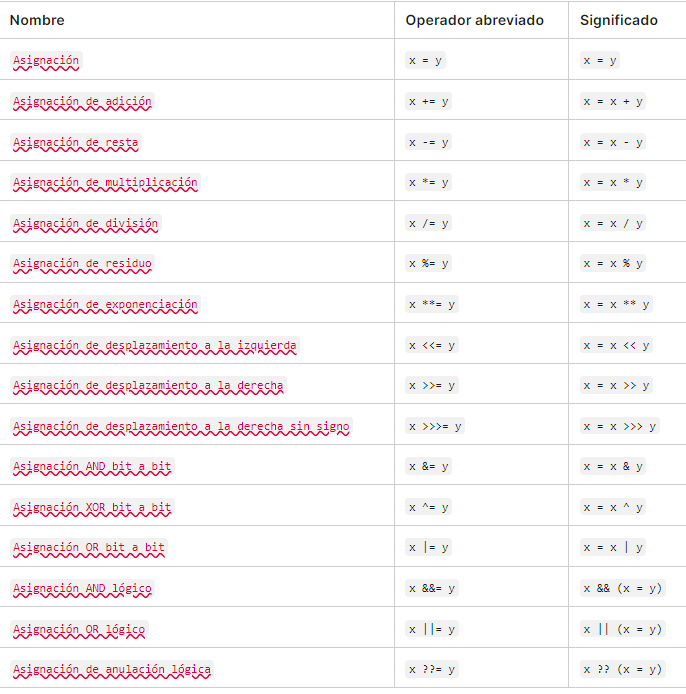 Nombre Operador abreviado Significado
Asignación x = y x = y
Asignación de adición x += y x = x + y
Asignación de resta x -= y x = x - y
Asignación de multiplicación x *= y x = x * y
Asignación de división x /= y x = x / y
Asignación de residuo x %= y x = x % y
Asignación de exponenciación x **= y x = x ** y
Asignación de desplazamiento a la izquierda x <<= y x = x << y
Asignación de desplazamiento a la derecha x >>= y x = x >> y
Asignación de desplazamiento a la derecha sin signo x >>>= y x = x >>> y
Asignación AND bit a bit x &= y x = x & y
Asignación XOR bit a bit x ^= y x = x ^ y
Asignación OR bit a bit x |= y x = x | y
Asignación AND lógico x &&= y x && (x = y)
Asignación OR lógico x ||= y x || (x = y)
Asignación de anulación lógica x ??= y x ?? (x = y)